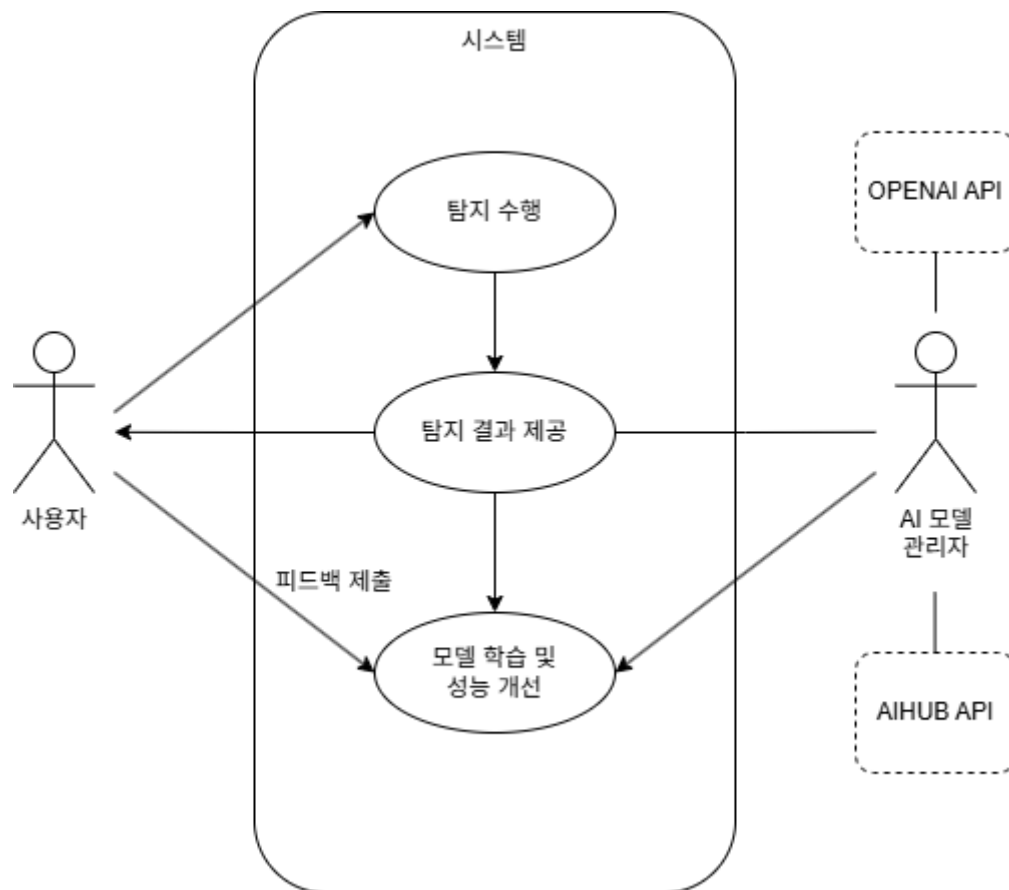 시스템
탐지 수행
OPENAI API
탐지 결과 제공
사용자
AI 모델
관리자
피드백 제출
모델 학습 및
성능 개선
AIHUB API